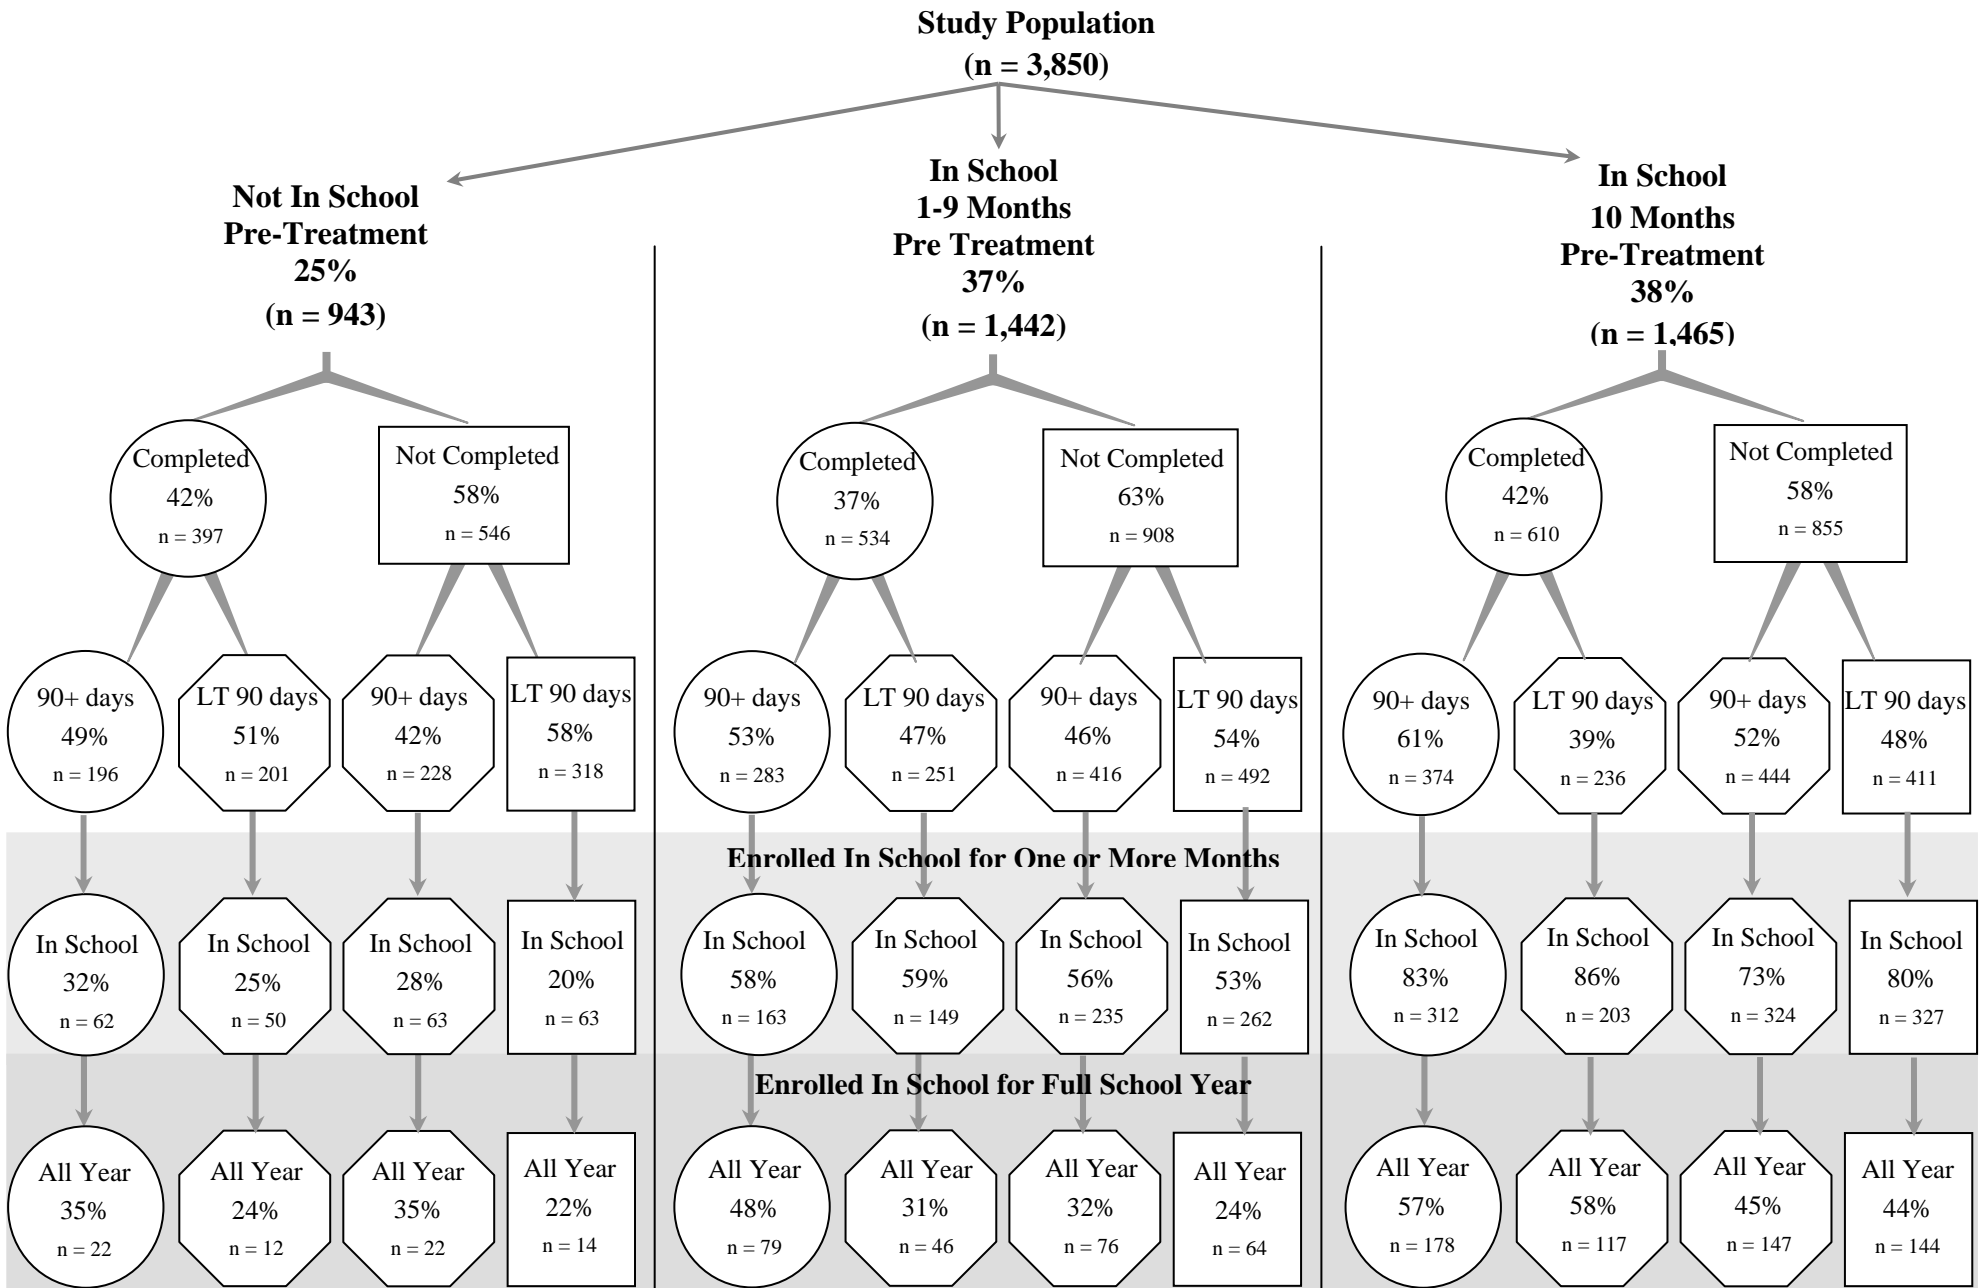 Study Population
(n = 3,850)
Not In School
Pre-Treatment
25%
(n = 943)
In School
1-9 Months
Pre Treatment
37%
(n = 1,442)
In School
10 Months
Pre-Treatment
38%
(n = 1,465)
Completed
42%
n = 397
Not Completed
58%
n = 546
Completed
37%
n = 534
Not Completed
63%
n = 908
Completed
42%
n = 610
Not Completed
58%
n = 855
90+ days
49%
n = 196
LT 90 days
51%
n = 201
90+ days
42%
n = 228
LT 90 days
58%
n = 318
90+ days
53%
n = 283
LT 90 days
47%
n = 251
90+ days
46%
n = 416
LT 90 days
54%
n = 492
90+ days
61%
n = 374
LT 90 days
39%
n = 236
90+ days
52%
n = 444
LT 90 days
48%
n = 411
Enrolled In School for One or More Months
In School
32%
n = 62
In School
25%
n = 50
In School
28%
n = 63
In School
20%
n = 63
In School
58%
n = 163
In School
59%
n = 149
In School
56%
n = 235
In School
53%
n = 262
In School
83%
n = 312
In School
86%
n = 203
In School
73%
n = 324
In School
80%
n = 327
Enrolled In School for Full School Year
All Year
35%
n = 22
All Year
24%
n = 12
All Year
35%
n = 22
All Year
22%
n = 14
All Year
48%
n = 79
All Year
31%
n = 46
All Year
32%
n = 76
All Year
24%
n = 64
All Year
57%
n = 178
All Year
58%
n = 117
All Year
45%
n = 147
All Year
44%
n = 144